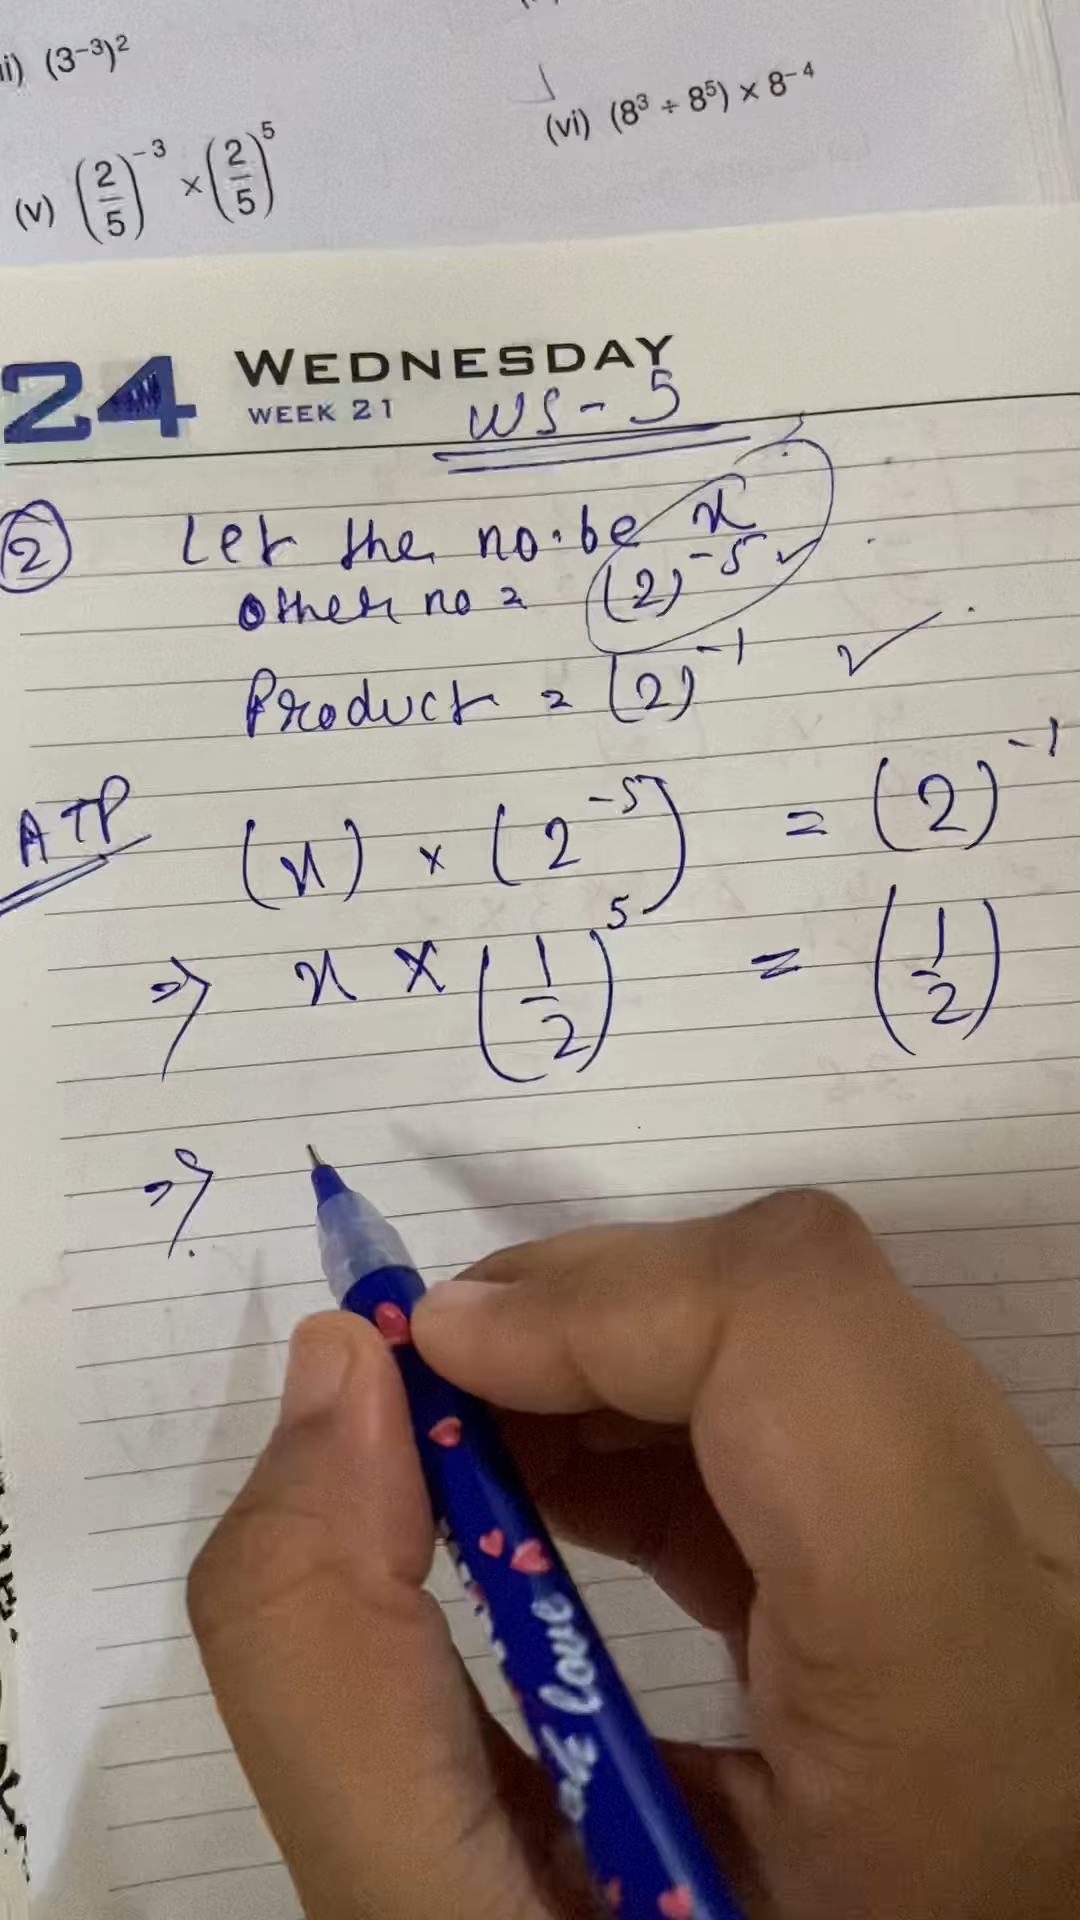 ii) (3⁻³)²
(vi) (8³ ÷ 8⁵) × 8⁻⁴
(v) (2/5)⁻³ × (2/5)⁵
24 WEDNESDAY
WEEK 21 WS - 5
(2) Let the no. be x
other no = (2)⁻⁵ ✓
Product = (2)⁻¹ ✓
ATP (x) × (2⁻⁵) = (2)⁻¹
⇒ x × (1/2)⁵ = (1/2)
⇒
love